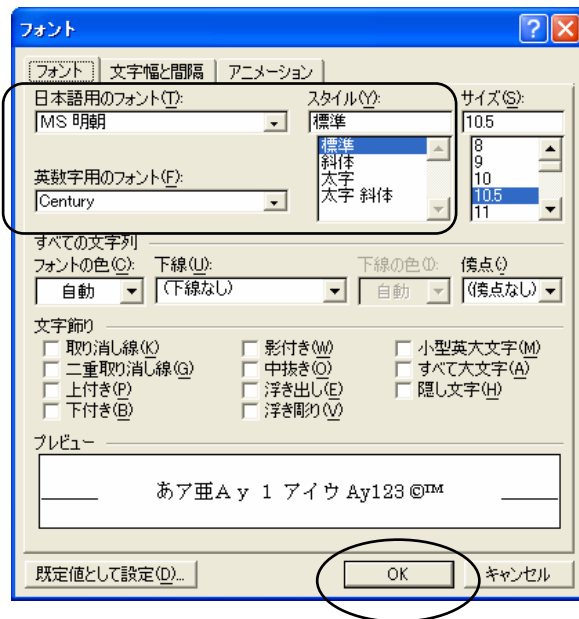 フォント
フォント 文字幅と間隔 アニメーション
日本語用のフォント(T): スタイル(Y): サイズ(S):
MS 明朝 標準 10.5
標準 8
斜体 9
太字 10
太字 斜体 10.5
11
英数字用のフォント(F):
Century
すべての文字列
フォントの色(C): 下線(U): 下線の色(I): 傍点(·)
自動 (下線なし) 自動 (傍点なし)
文字飾り
取り消し線(K) 影付き(W) 小型英大文字(M)
二重取り消し線(G) 中抜き(O) すべて大文字(A)
上付き(P) 浮き出し(E) 隠し文字(H)
下付き(B) 浮き彫り(V)
プレビュー
あア亜Ay 1 アイウ Ay123 ©™
既定値として設定(D)... OK キャンセル